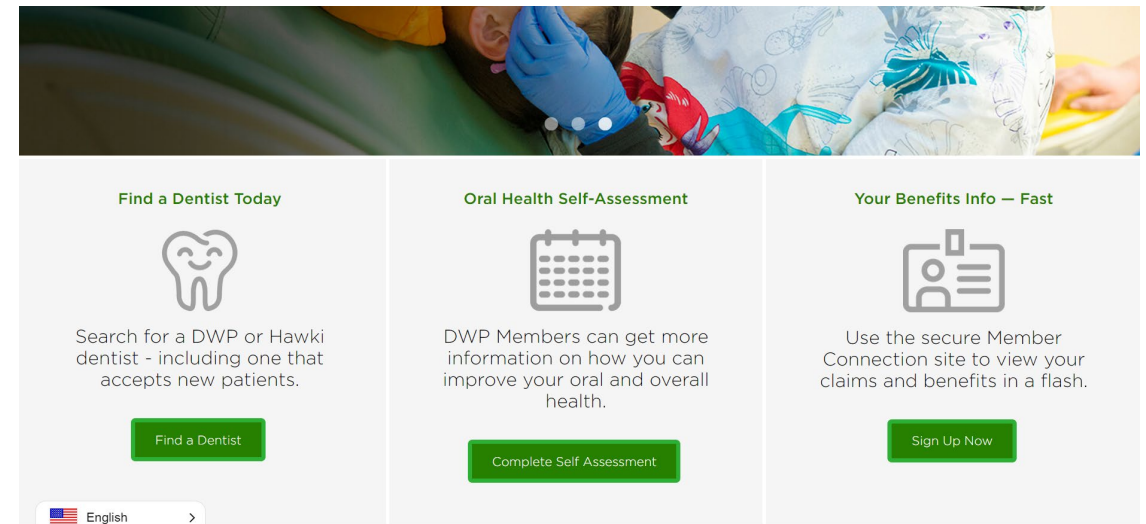 Find a Dentist Today
Search for a DWP or Hawki
dentist - including one that
accepts new patients.
Find a Dentist
Oral Health Self-Assessment
DWP Members can get more
information on how you can
improve your oral and overall
health.
Complete Self Assessment
Your Benefits Info — Fast
Use the secure Member
Connection site to view your
claims and benefits in a flash.
Sign Up Now
English